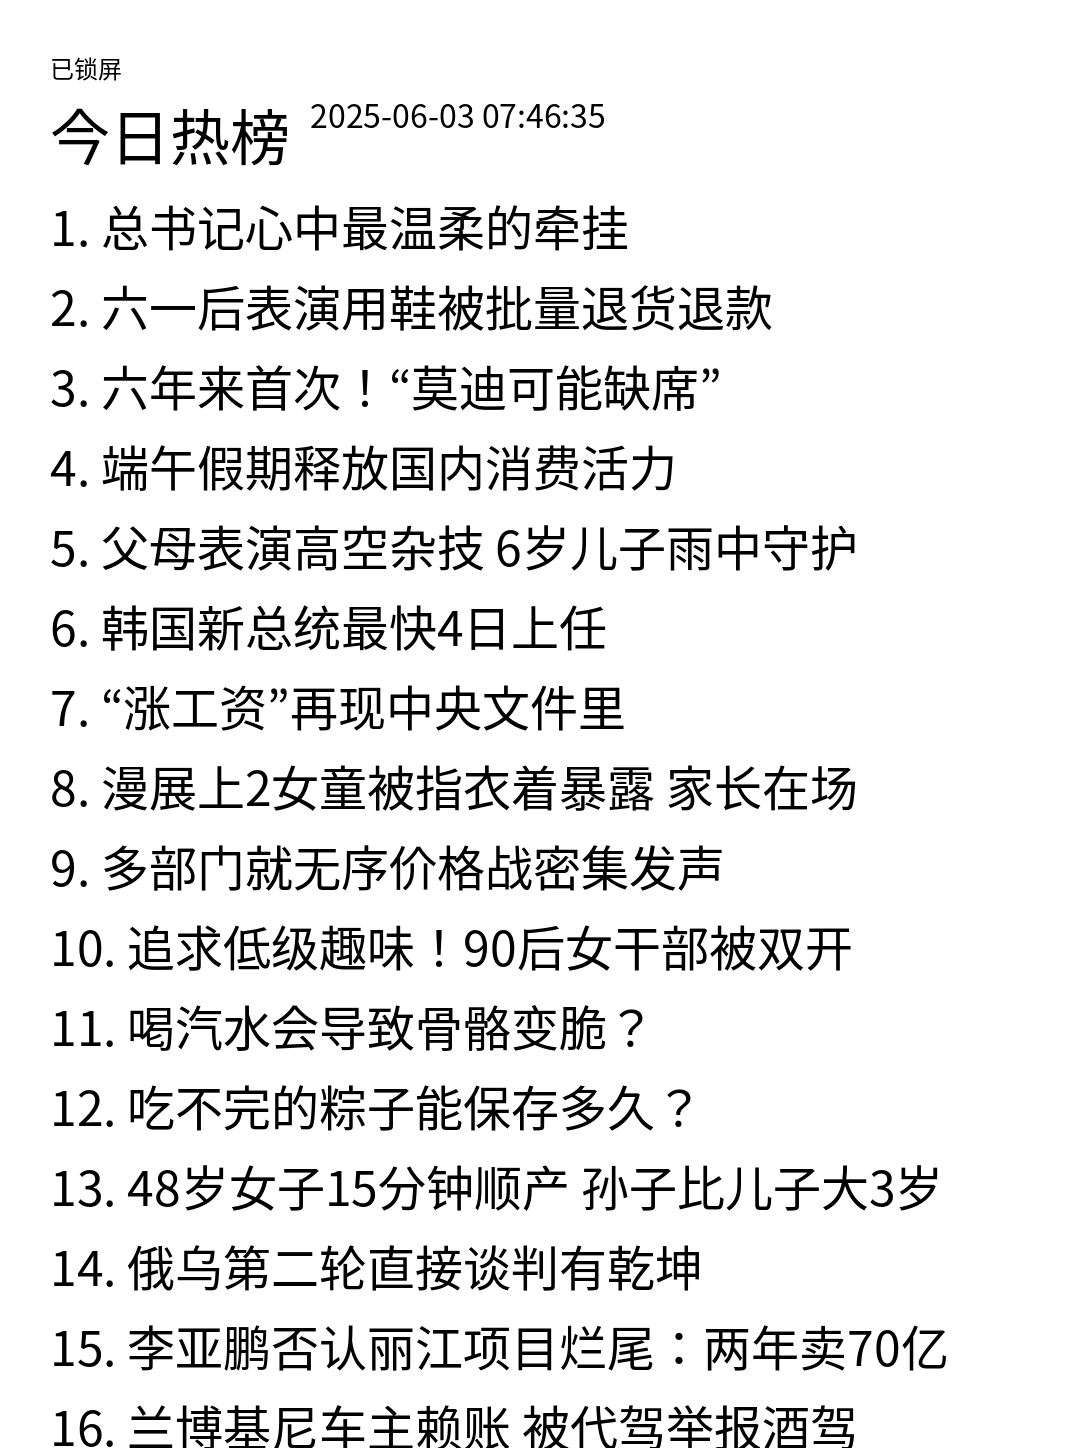 已锁屏
今日热榜 2025-06-03 07:46:35
1. 总书记心中最温柔的牵挂
2. 六一后表演用鞋被批量退货退款
3. 六年来首次！“莫迪可能缺席”
4. 端午假期释放国内消费活力
5. 父母表演高空杂技 6岁儿子雨中守护
6. 韩国新总统最快4日上任
7. “涨工资”再现中央文件里
8. 漫展上2女童被指衣着暴露 家长在场
9. 多部门就无序价格战密集发声
10. 追求低级趣味！90后女干部被双开
11. 喝汽水会导致骨骼变脆？
12. 吃不完的粽子能保存多久？
13. 48岁女子15分钟顺产 孙子比儿子大3岁
14. 俄乌第二轮直接谈判有乾坤
15. 李亚鹏否认丽江项目烂尾：两年卖70亿
16. 兰博基尼车主赖账 被代驾举报酒驾